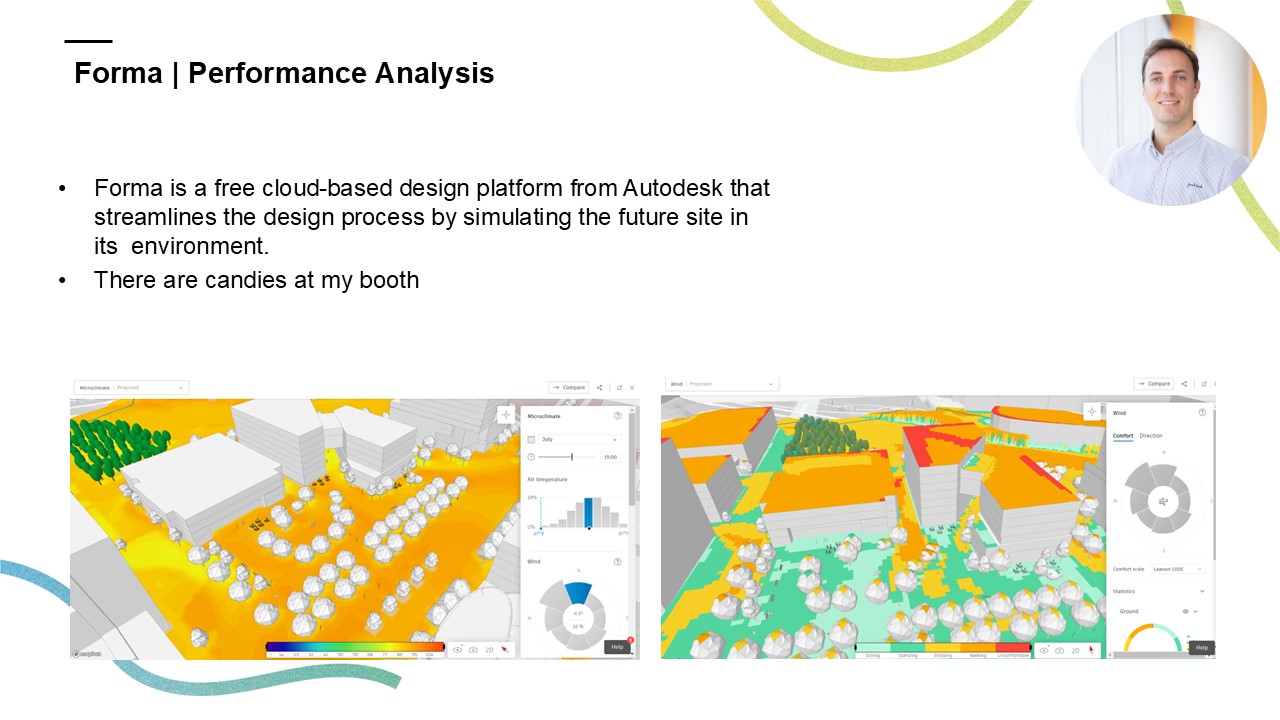 Forma | Performance Analysis
• Forma is a free cloud-based design platform from Autodesk that
streamlines the design process by simulating the future site in
its  environment.
• There are candies at my booth
Microclimate | Proposed
Compare
Microclimate
July
15:00
Air temperature
Wind
2D
Help
mapbox
Wind | Proposed
Compare
Wind
Comfort Direction
Comfort scale Lawson LDDC
Statistics
Ground
Sitting Standing Strolling Walking Uncomfortable
2D
Help